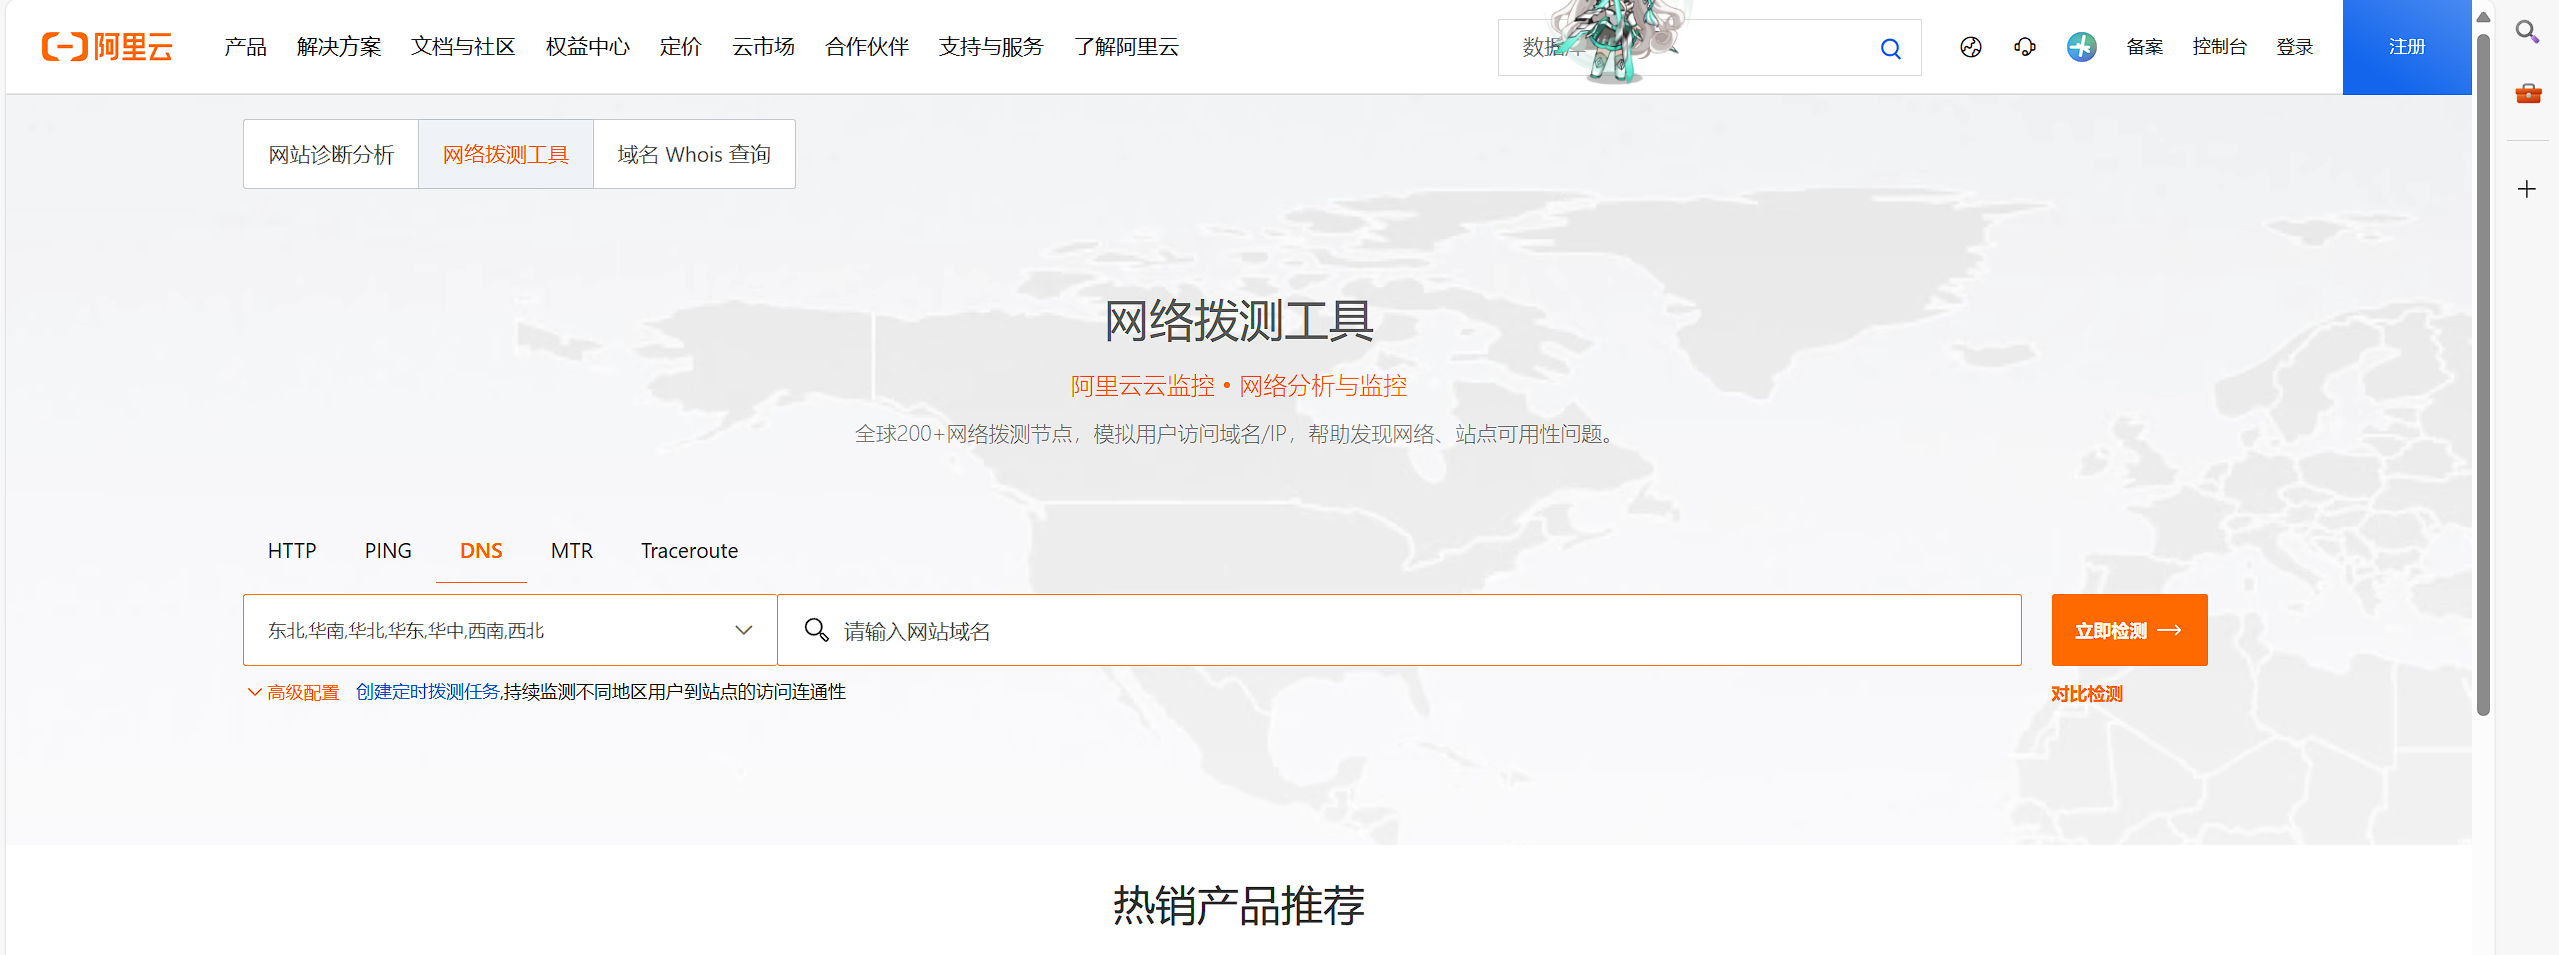 阿里云 产品 解决方案 文档与社区 权益中心 定价 云市场 合作伙伴 支持与服务 了解阿里云 数据 备案 控制台 登录 注册
网站诊断分析 网络拨测工具 域名 Whois 查询
网络拨测工具
阿里云云监控 • 网络分析与监控
全球200+网络拨测节点，模拟用户访问域名/IP，帮助发现网络、站点可用性问题。
HTTP PING DNS MTR Traceroute
东北,华南,华北,华东,华中,西南,西北 请输入网站域名 立即检测
高级配置 创建定时拨测任务,持续监测不同地区用户到站点的访问连通性 对比检测
热销产品推荐